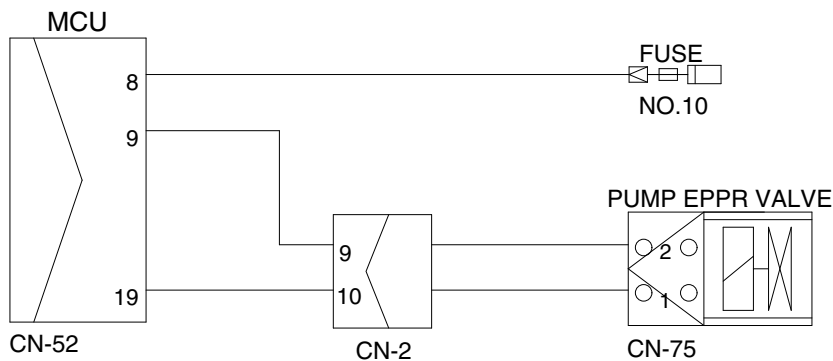 MCU
FUSE
8
NO.10
9
PUMP EPPR VALVE
9
2
19
10
1
CN-52
CN-2
CN-75